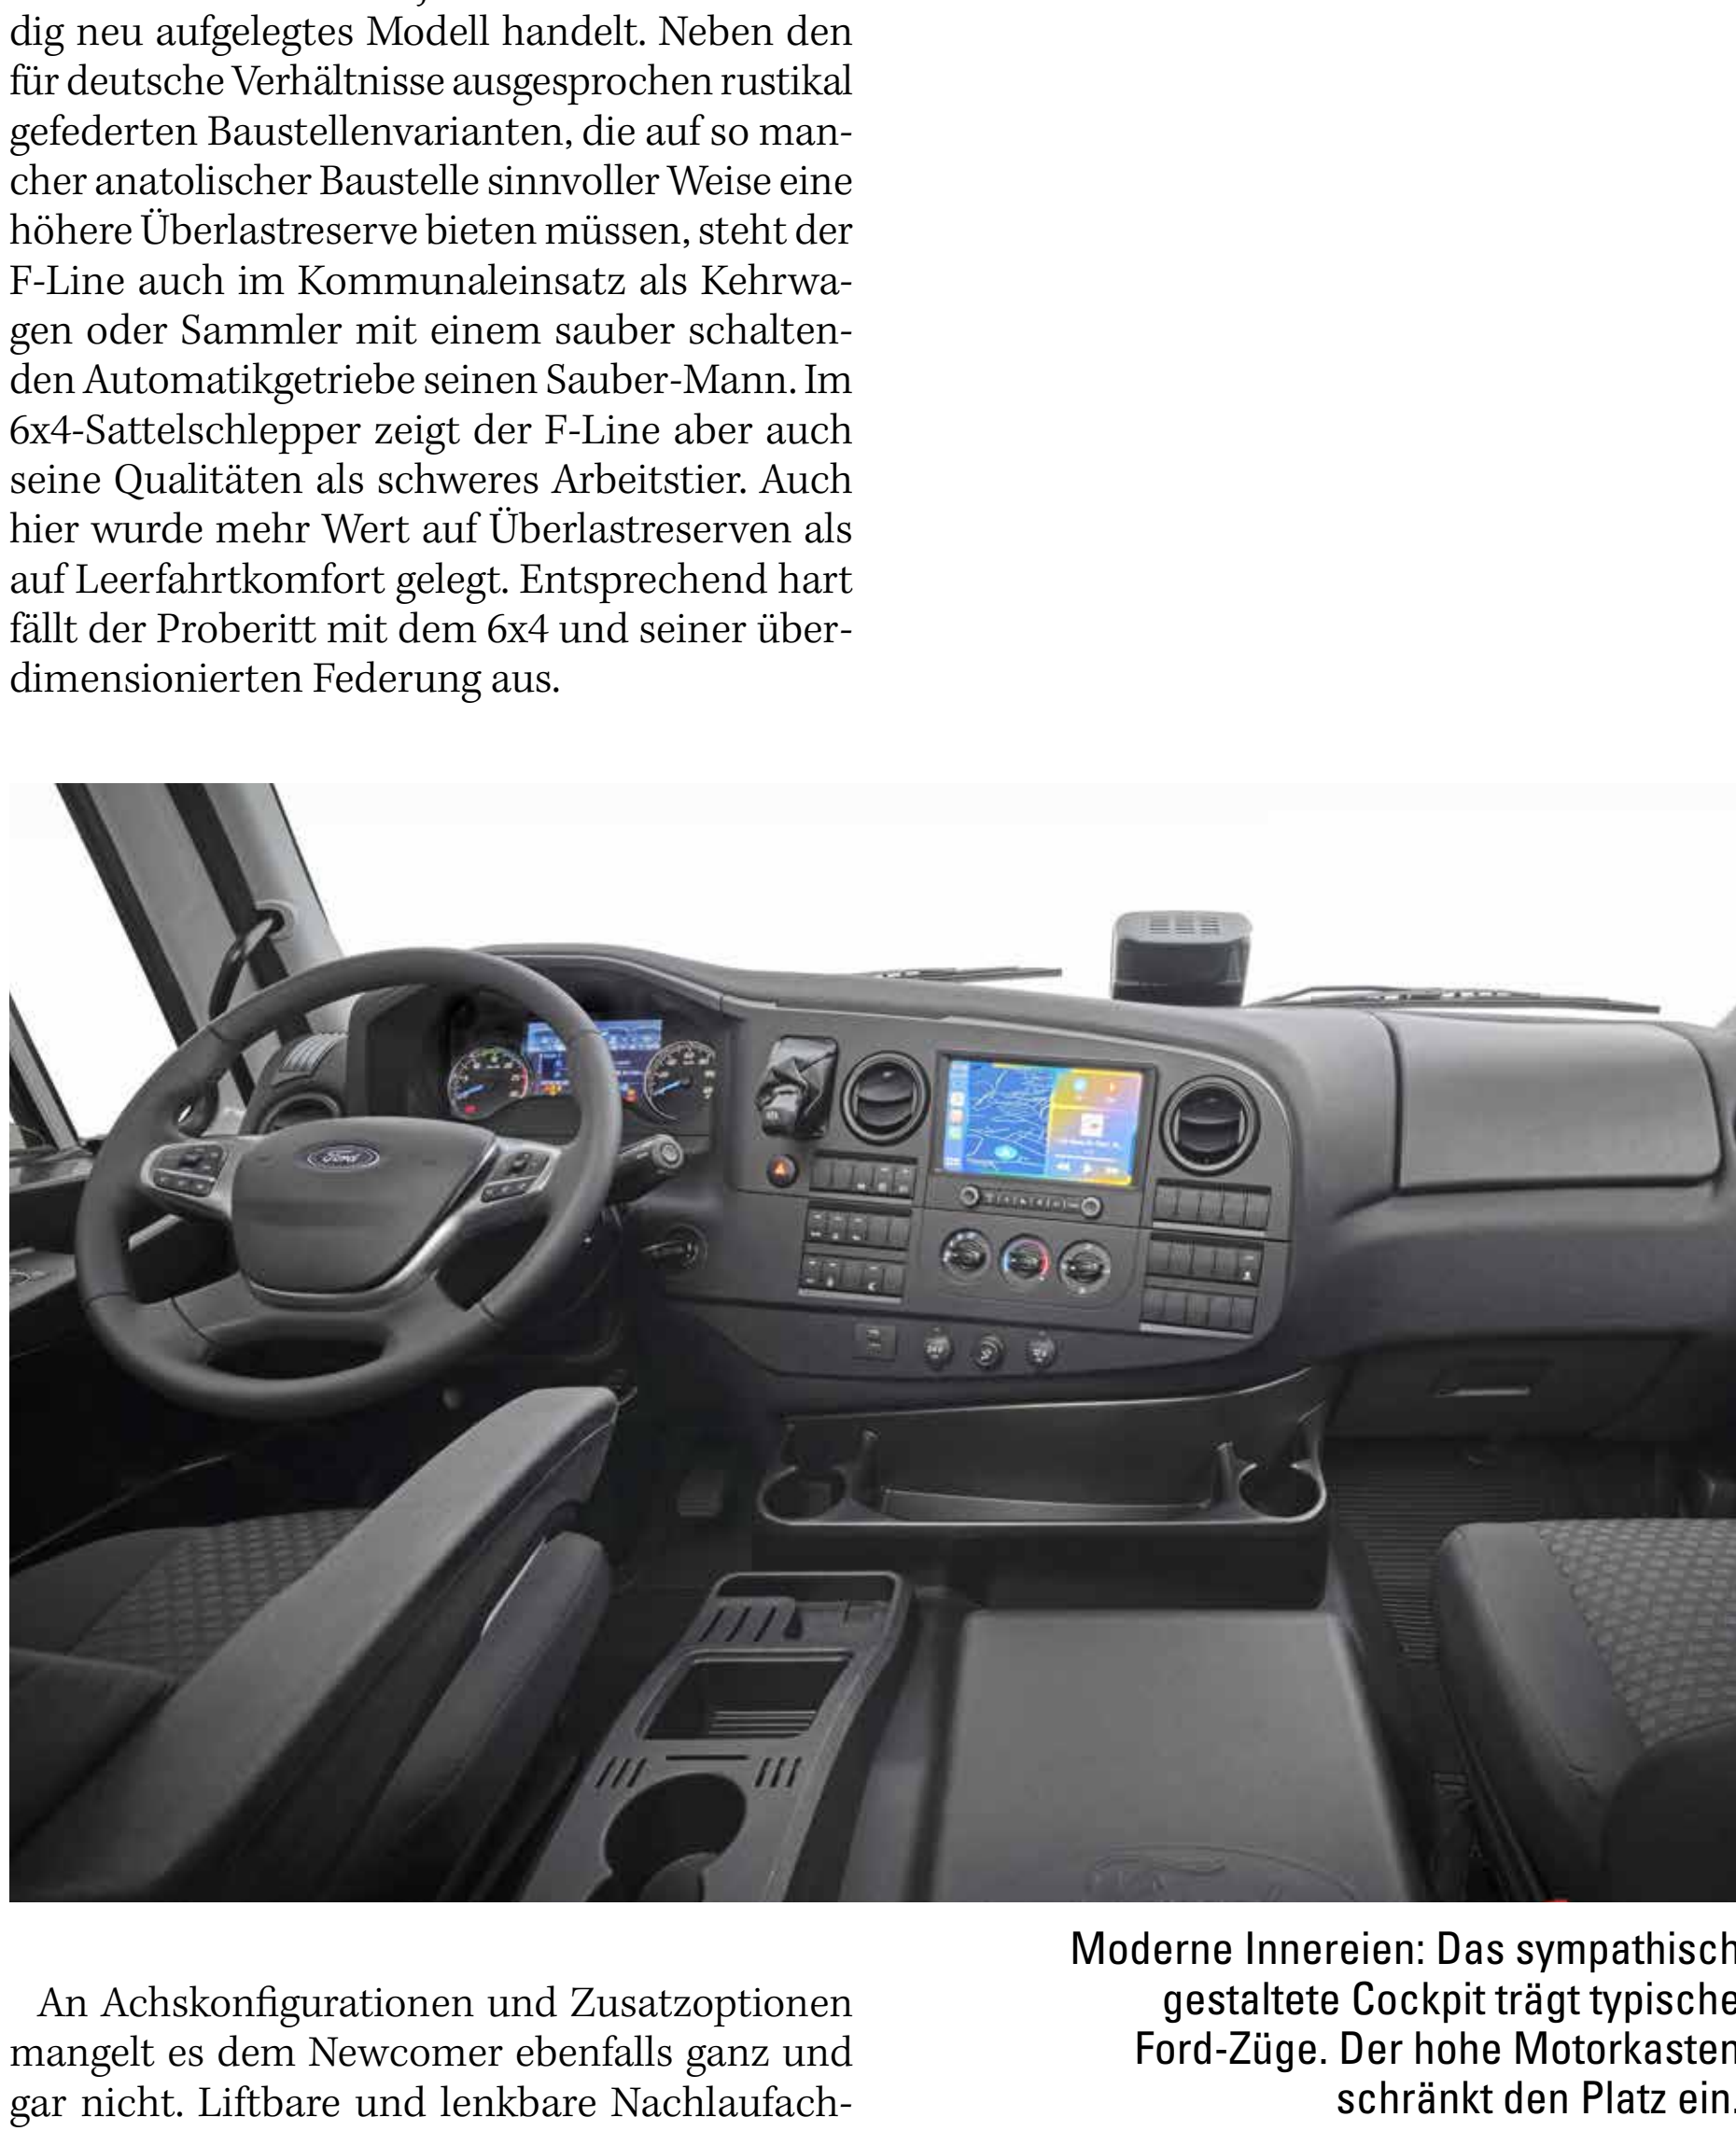 dig neu aufgelegtes Modell handelt. Neben den
für deutsche Verhältnisse ausgesprochen rustikal
gefederten Baustellenvarianten, die auf so man-
cher anatolischer Baustelle sinnvoller Weise eine
höhere Überlastreserve bieten müssen, steht der
F-Line auch im Kommunaleinsatz als Kehrwa-
gen oder Sammler mit einem sauber schalten-
den Automatikgetriebe seinen Sauber-Mann. Im
6x4-Sattelschlepper zeigt der F-Line aber auch
seine Qualitäten als schweres Arbeitstier. Auch
hier wurde mehr Wert auf Überlastreserven als
auf Leerfahrtkomfort gelegt. Entsprechend hart
fällt der Proberitt mit dem 6x4 und seiner über-
dimensionierten Federung aus.
Ford
An Achskonfigurationen und Zusatzoptionen
mangelt es dem Newcomer ebenfalls ganz und
gar nicht. Liftbare und lenkbare Nachlaufach-
Moderne Innereien: Das sympathisch
gestaltete Cockpit trägt typische
Ford-Züge. Der hohe Motorkasten
schränkt den Platz ein.